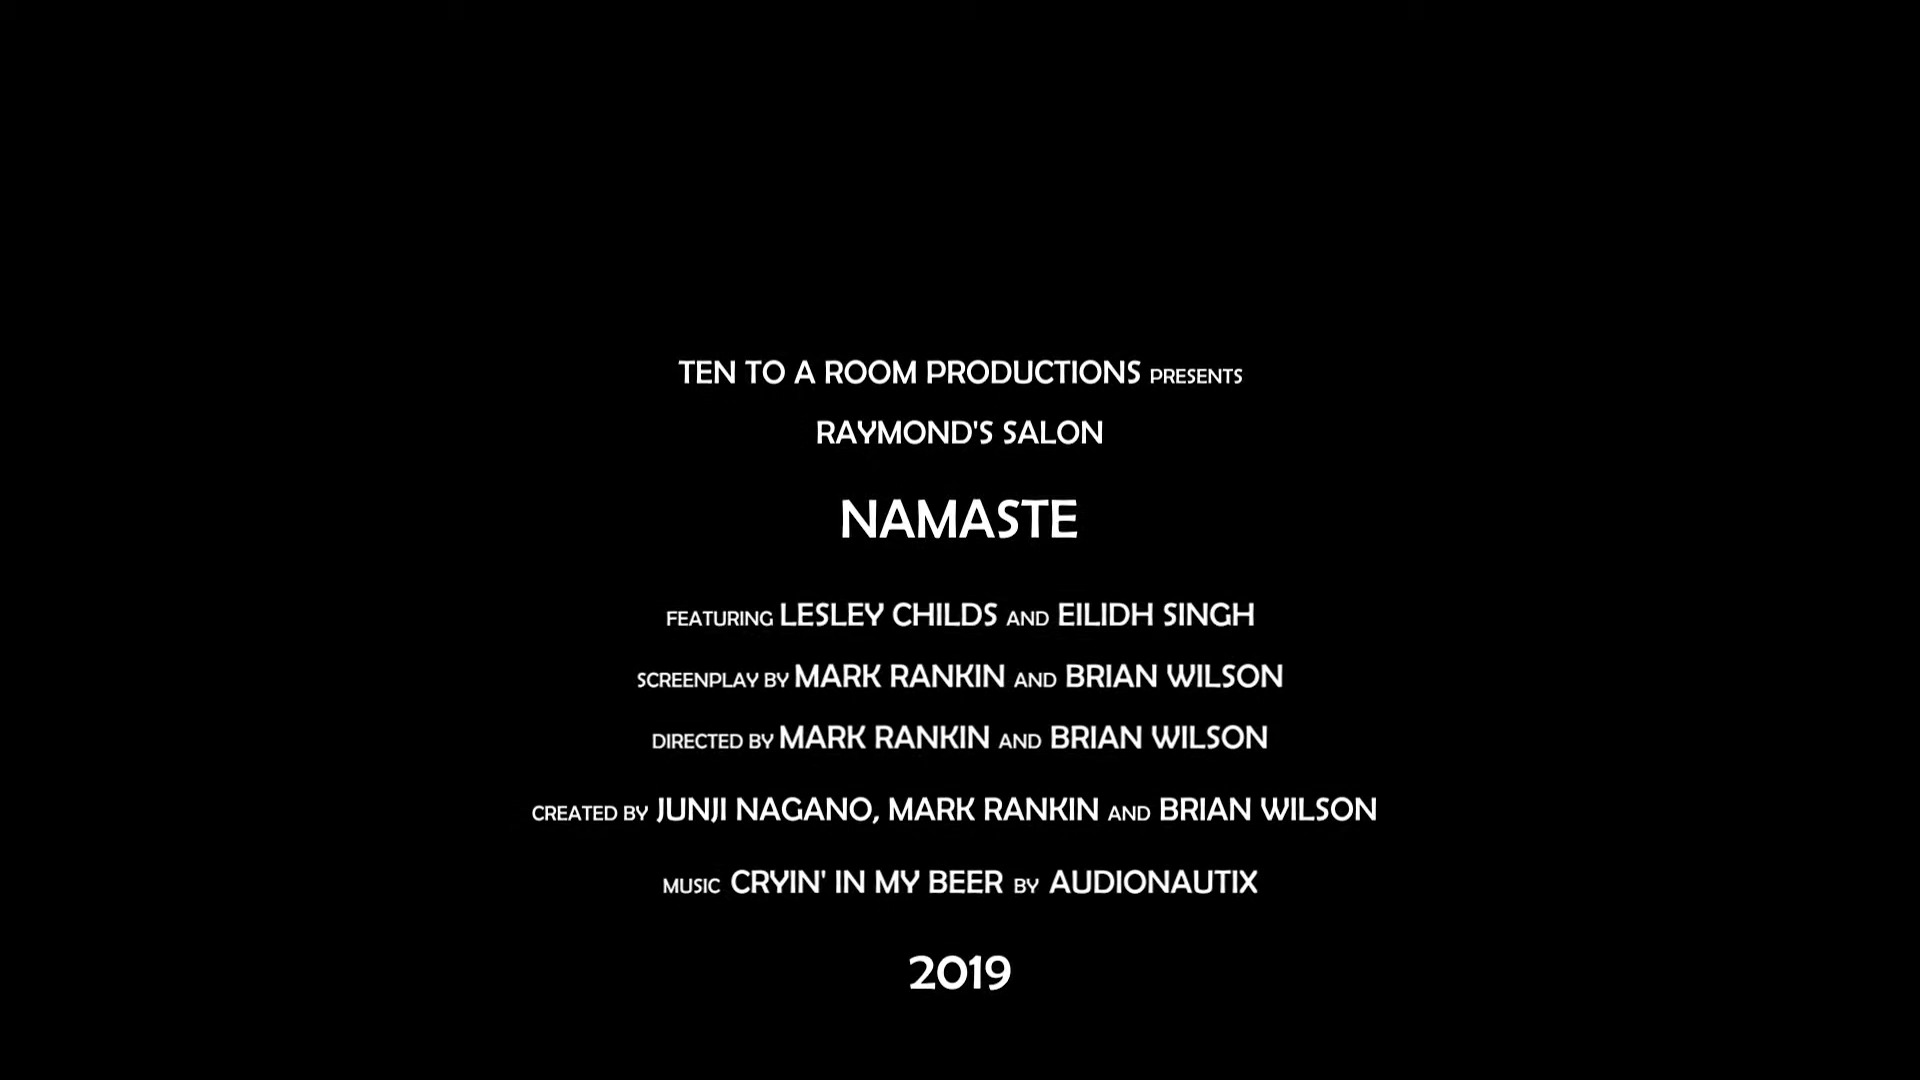 TEN TO A ROOM PRODUCTIONS PRESENTS
RAYMOND'S SALON
NAMASTE
FEATURING LESLEY CHILDS AND EILIDH SINGH
SCREENPLAY BY MARK RANKIN AND BRIAN WILSON
DIRECTED BY MARK RANKIN AND BRIAN WILSON
CREATED BY JUNJI NAGANO, MARK RANKIN AND BRIAN WILSON
MUSIC CRYIN' IN MY BEER BY AUDIONAUTIX
2019